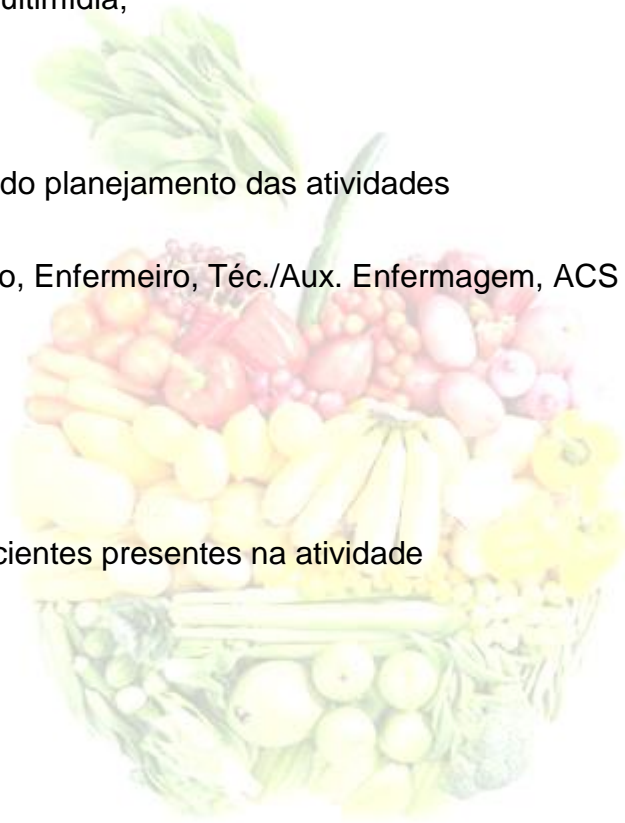 ultimídia;
do planejamento das atividades
o, Enfermeiro, Téc./Aux. Enfermagem, ACS
cientes presentes na atividade